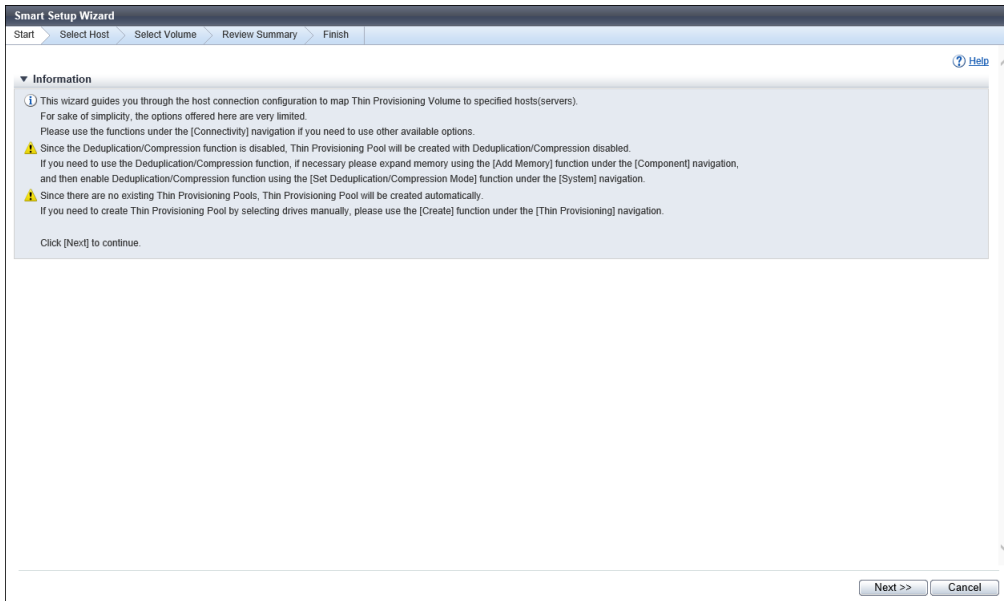 Smart Setup Wizard
Start Select Host Select Volume Review Summary Finish
Help
Information
This wizard guides you through the host connection configuration to map Thin Provisioning Volume to specified hosts(servers).
For sake of simplicity, the options offered here are very limited.
Please use the functions under the [Connectivity] navigation if you need to use other available options.
Since the Deduplication/Compression function is disabled, Thin Provisioning Pool will be created with Deduplication/Compression disabled.
If you need to use the Deduplication/Compression function, if necessary please expand memory using the [Add Memory] function under the [Component] navigation,
and then enable Deduplication/Compression function using the [Set Deduplication/Compression Mode] function under the [System] navigation.
Since there are no existing Thin Provisioning Pools, Thin Provisioning Pool will be created automatically.
If you need to create Thin Provisioning Pool by selecting drives manually, please use the [Create] function under the [Thin Provisioning] navigation.
Click [Next] to continue.
Next >> Cancel